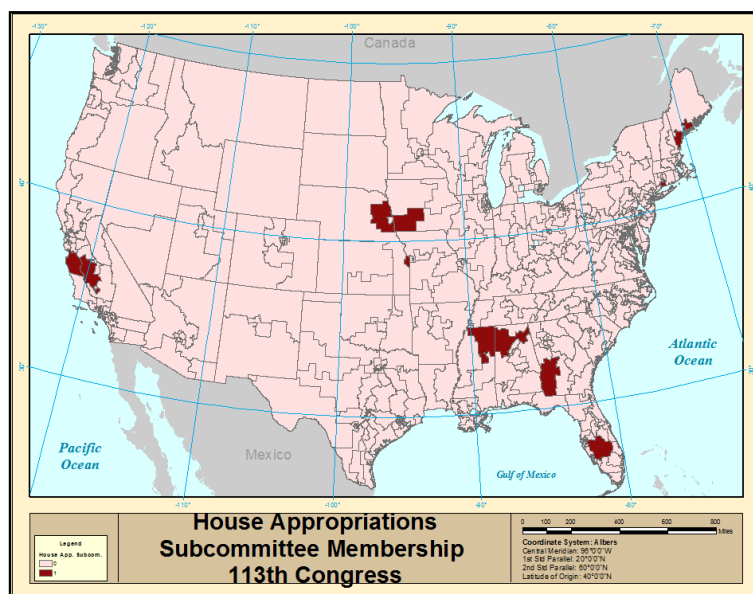 -130°
-120°
-110°
-100°
-90°
-80°
-70°
Canada
40°
40°
30°
30°
Atlantic
Ocean
Pacific
Ocean
Mexico
Gulf of Mexico
-110°
-100°
-90°
-80°
Legend
House App. Subcom.
0
1
House Appropriations
Subcommittee Membership
113th Congress
0 100 200 400 600 800
Miles
Coordinate System: Albers
Central Meridian: 96°0'0"W
1st Std Parallel: 20°0'0"N
2nd Std Parallel: 60°0'0"N
Latitude of Origin: 40°0'0"N